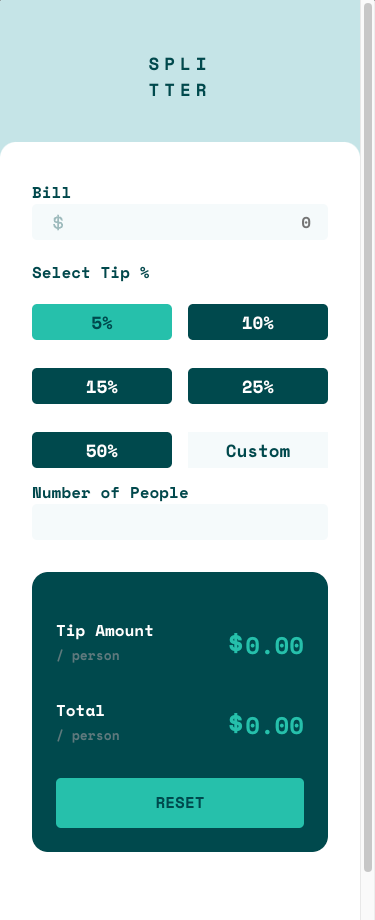 SPLI
TTER
Bill
$ 0
Select Tip %
5% 10%
15% 25%
50% Custom
Number of People
Tip Amount
/ person
$0.00
Total
/ person
$0.00
RESET